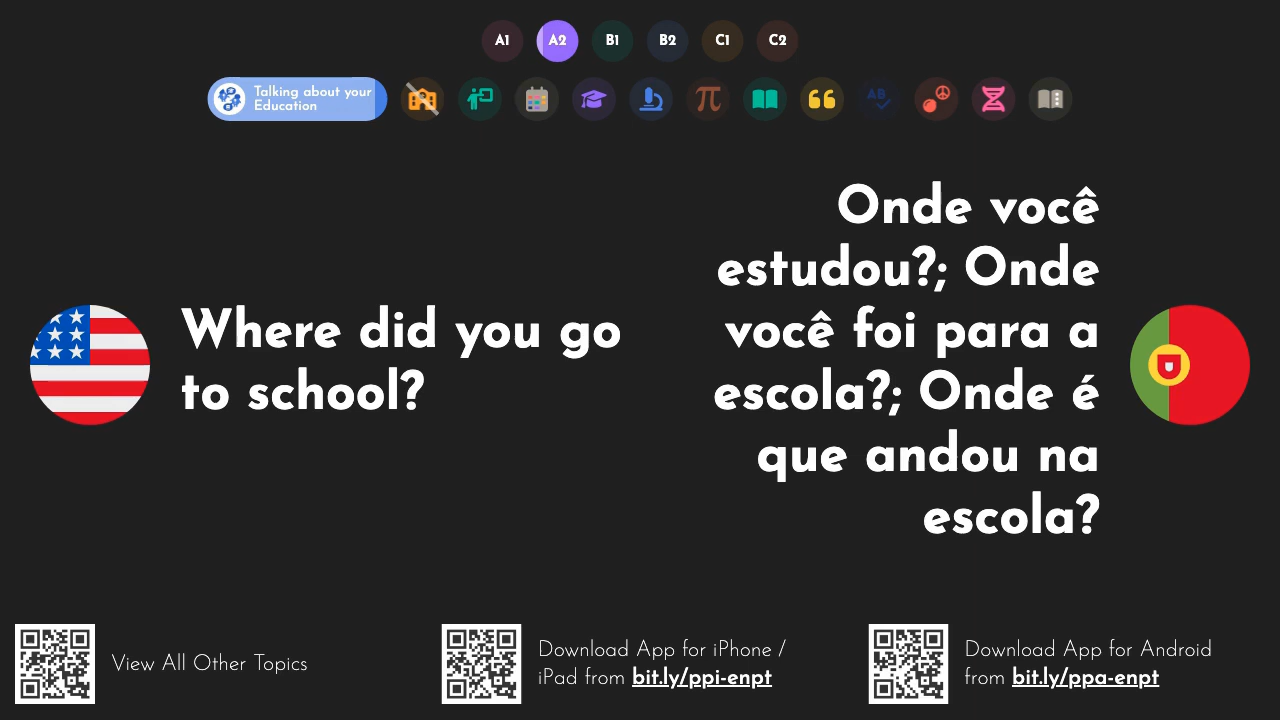 A1 A2 B1 B2 C1 C2
Talking about your
Education
AB
Where did you go
to school?
Onde você
estudou?; Onde
você foi para a
escola?; Onde é
que andou na
escola?
View All Other Topics
Download App for iPhone /
iPad from bit.ly/ppi-enpt
Download App for Android
from bit.ly/ppa-enpt